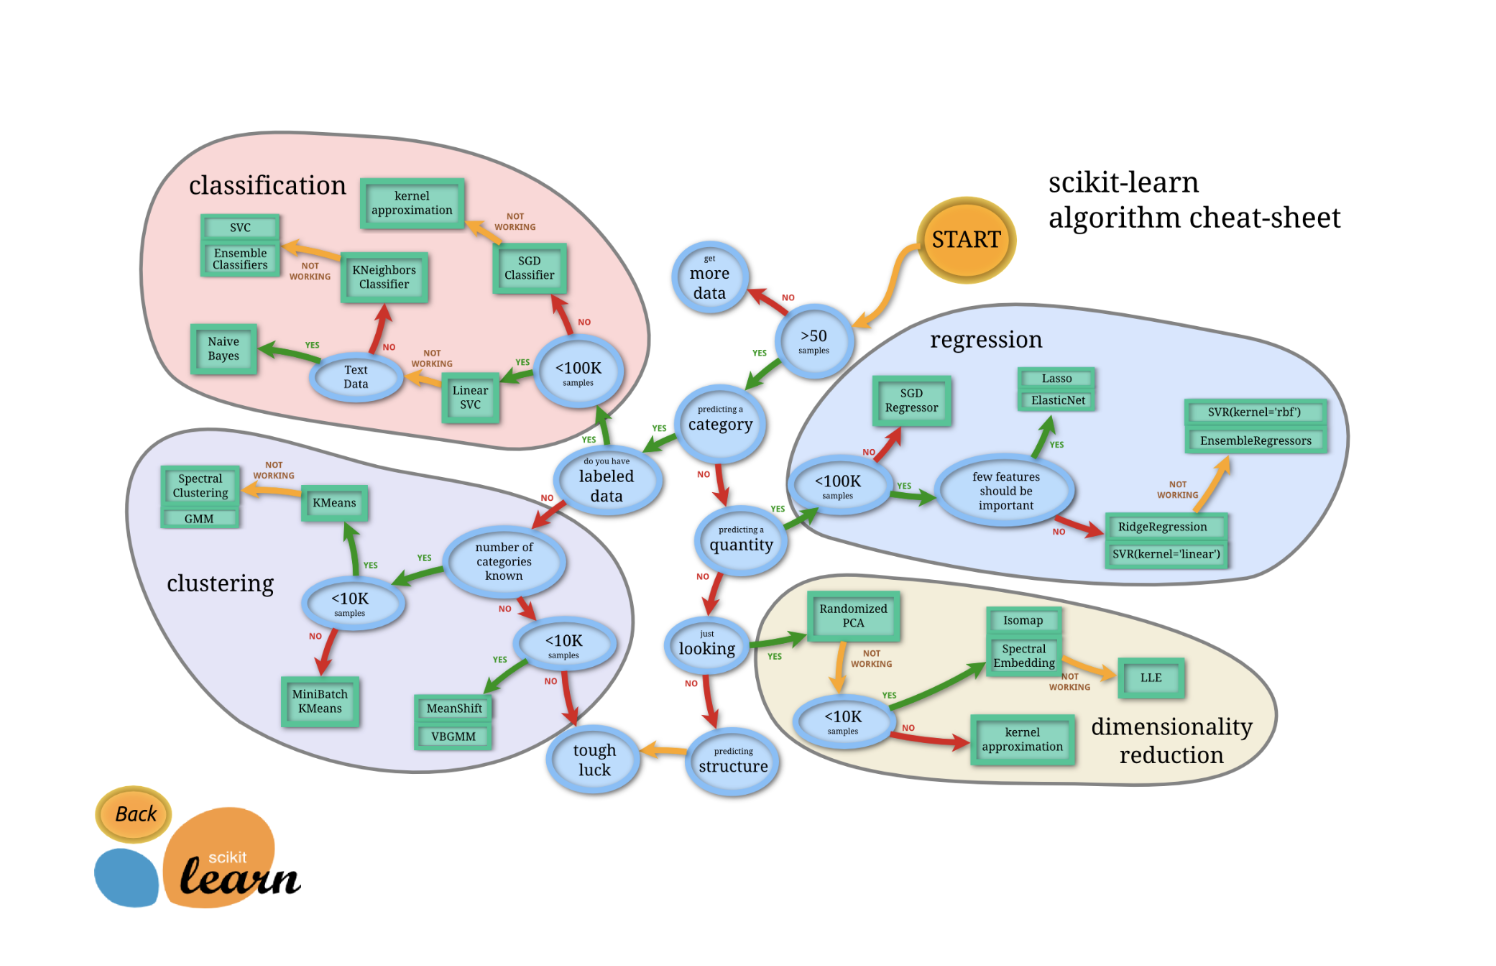 scikit-learn
algorithm cheat-sheet
START
>50
samples
NO
get
more
data
YES
predicting a
category
YES
do you have
labeled
data
NO
predicting a
quantity
YES
NO
just
looking
YES
NO
predicting
structure
tough
luck
classification
YES
<100K
samples
NO
SGD
Classifier
NOT
WORKING
kernel
approximation
YES
Linear
SVC
NOT
WORKING
Text
Data
YES
Naive
Bayes
NO
KNeighbors
Classifier
NOT
WORKING
SVC
Ensemble
Classifiers
clustering
NO
number of
categories
known
YES
<10K
samples
YES
KMeans
NOT
WORKING
Spectral
Clustering
GMM
NO
MiniBatch
KMeans
NO
<10K
samples
YES
MeanShift
VBGMM
NO
regression
<100K
samples
NO
SGD
Regressor
YES
few features
should be
important
YES
Lasso
ElasticNet
NO
RidgeRegression
SVR(kernel='linear')
NOT
WORKING
SVR(kernel='rbf')
EnsembleRegressors
dimensionality
reduction
Randomized
PCA
NOT
WORKING
<10K
samples
YES
Isomap
Spectral
Embedding
NOT
WORKING
LLE
NO
kernel
approximation
Back
scikit
learn